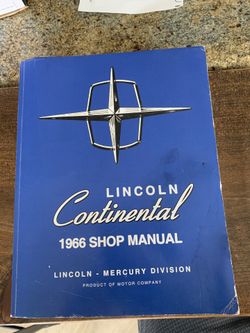 LINCOLN
Continental
1966 SHOP MANUAL
LINCOLN - MERCURY DIVISION
PRODUCT OF MOTOR COMPANY